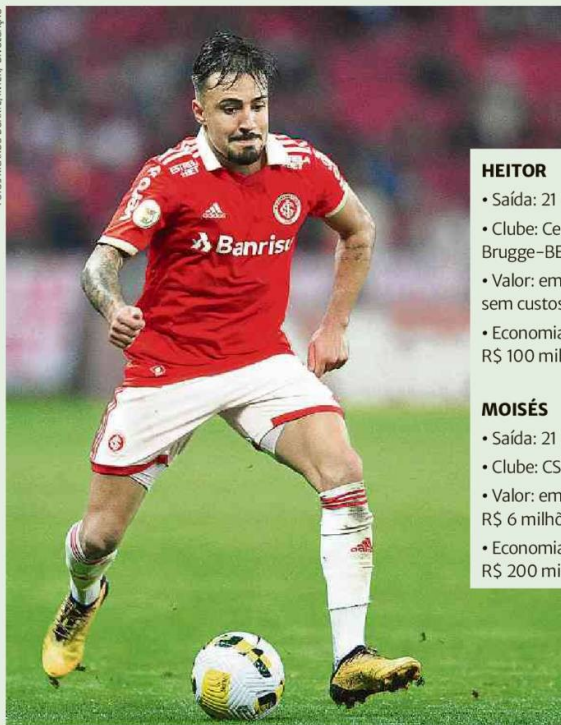 HEITOR
• Saída: 21
• Clube: Ce
Brugge-BE
• Valor: em
sem custos
• Economia
R$ 100 mil
MOISÉS
• Saída: 21
• Clube: CS
• Valor: em
R$ 6 milhõ
• Economia
R$ 200 mi
adidas
Banrisu